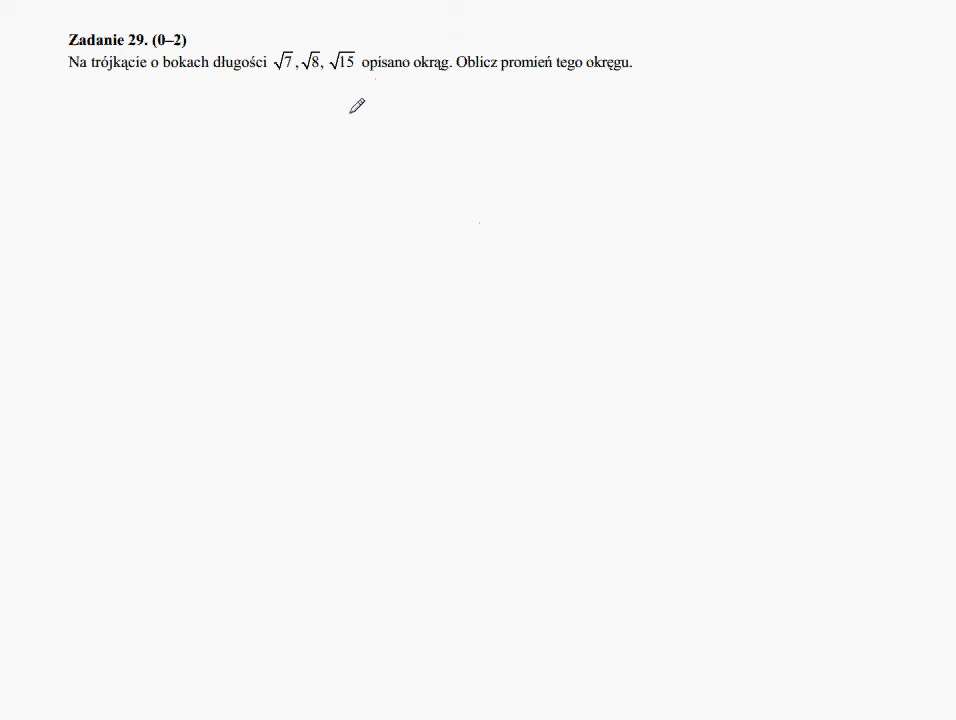 Zadanie 29. (0–2)
Na trójkącie o bokach długości √7, √8, √15 opisano okrąg. Oblicz promień tego okręgu.